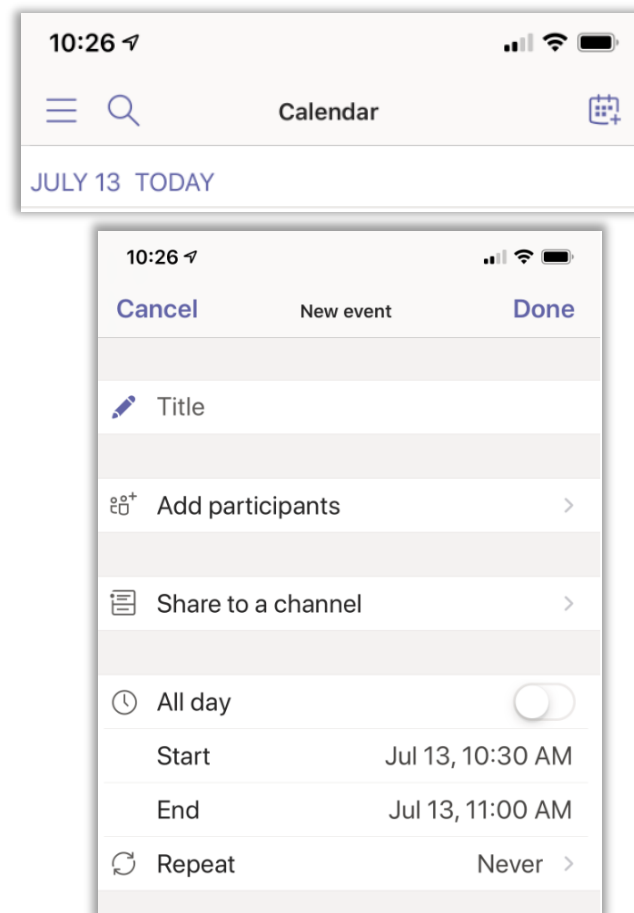 10:26
Calendar
JULY 13 TODAY
10:26
Cancel New event Done
Title
Add participants
Share to a channel
All day
Start Jul 13, 10:30 AM
End Jul 13, 11:00 AM
Repeat Never